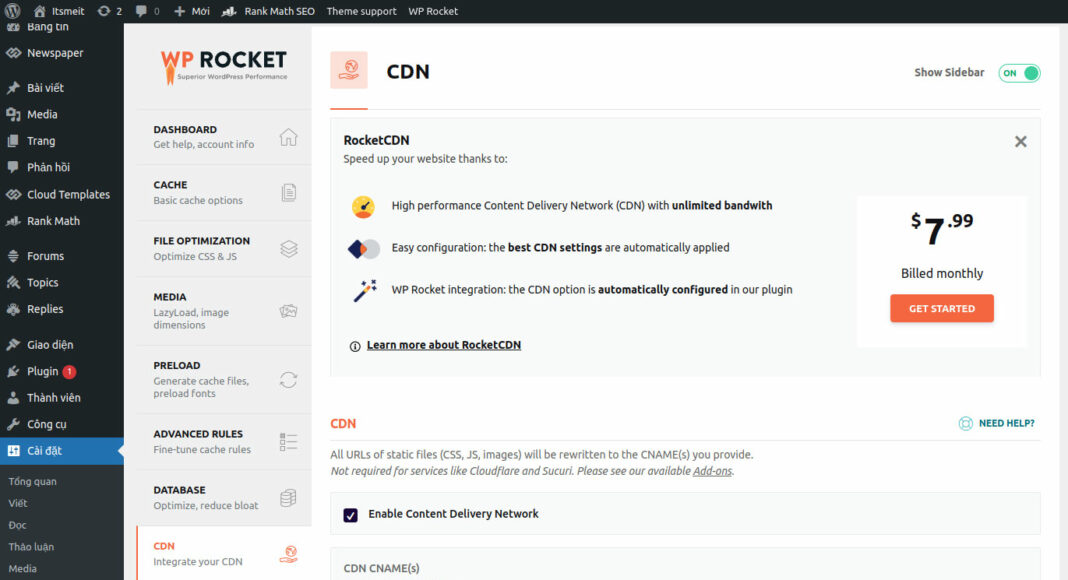 Itsmeit 2 0 Mới Rank Math SEO Theme support WP Rocket
Bảng tin
Newspaper
Bài viết
Media
Trang
Phản hồi
Cloud Templates
Rank Math
Forums
Topics
Replies
Giao diện
Plugin 1
Thành viên
Công cụ
Cài đặt
Tổng quan
Viết
Đọc
Thảo luận
Media
WP ROCKET
Superior WordPress Performance
DASHBOARD
Get help, account info
CACHE
Basic cache options
FILE OPTIMIZATION
Optimize CSS & JS
MEDIA
LazyLoad, image
dimensions
PRELOAD
Generate cache files,
preload fonts
ADVANCED RULES
Fine-tune cache rules
DATABASE
Optimize, reduce bloat
CDN
Integrate your CDN
CDN
Show Sidebar ON
RocketCDN
Speed up your website thanks to:
High performance Content Delivery Network (CDN) with unlimited bandwith
Easy configuration: the best CDN settings are automatically applied
WP Rocket integration: the CDN option is automatically configured in our plugin
Learn more about RocketCDN
$7.99
Billed monthly
GET STARTED
CDN
NEED HELP?
All URLs of static files (CSS, JS, images) will be rewritten to the CNAME(s) you provide.
Not required for services like Cloudflare and Sucuri. Please see our available Add-ons.
Enable Content Delivery Network
CDN CNAME(s)